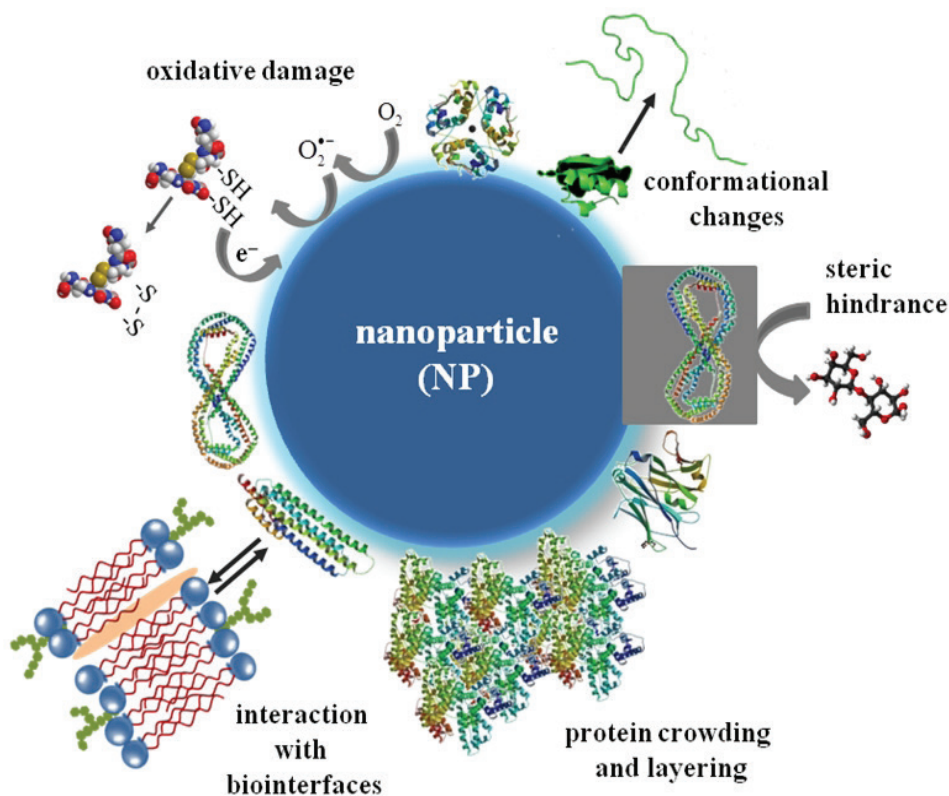 oxidative damage
O₂
O₂•−
-SH
-SH
e⁻
-S
-S
conformational
changes
nanoparticle
(NP)
steric
hindrance
interaction
with
biointerfaces
protein crowding
and layering